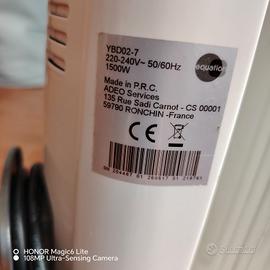 YBD02-7
220-240V~ 50/60Hz
1500W
equation
Made in P.R.C.
ADEO Services
135 Rue Sadi Carnot - CS 00001
59790 RONCHIN -France
CE
HONOR Magic6 Lite
108MP Ultra-Sensing Camera
subito